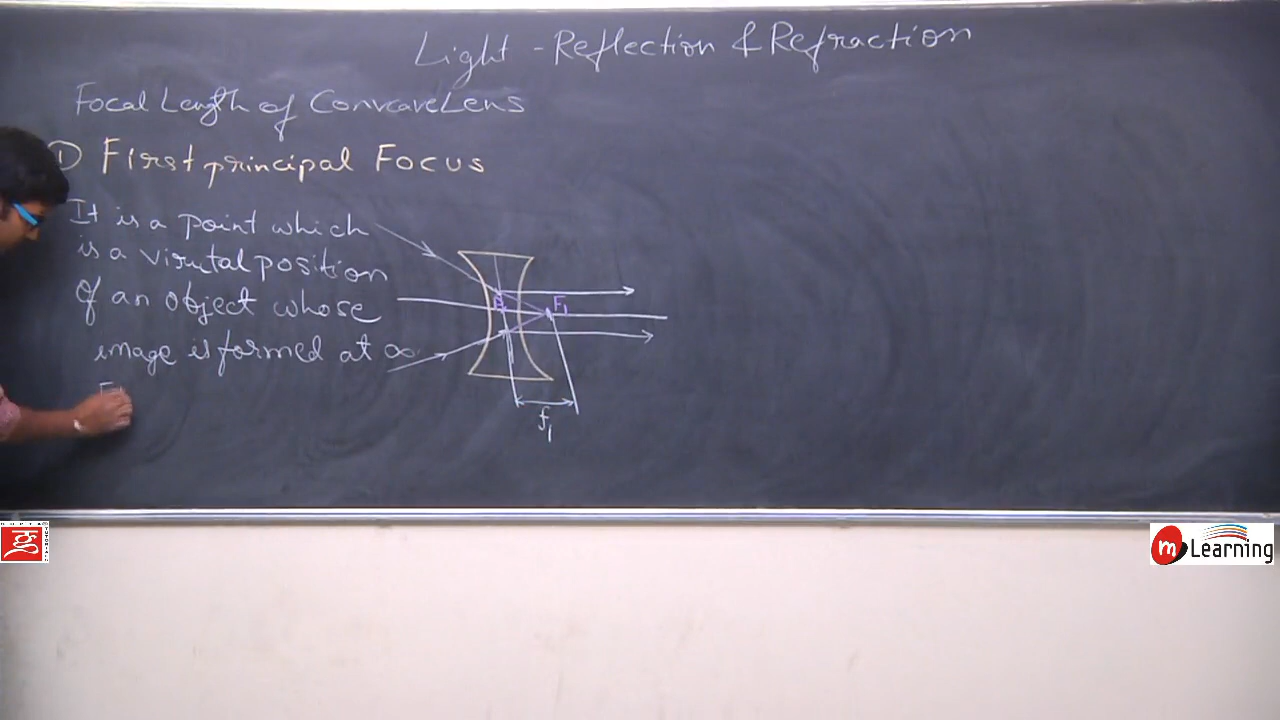 Light - Reflection & Refraction
Focal Length of Concave Lens
① First principal Focus
It is a point which
is a virutal position
of an object whose
image is formed at ∞
F₁
f₁
m Learning